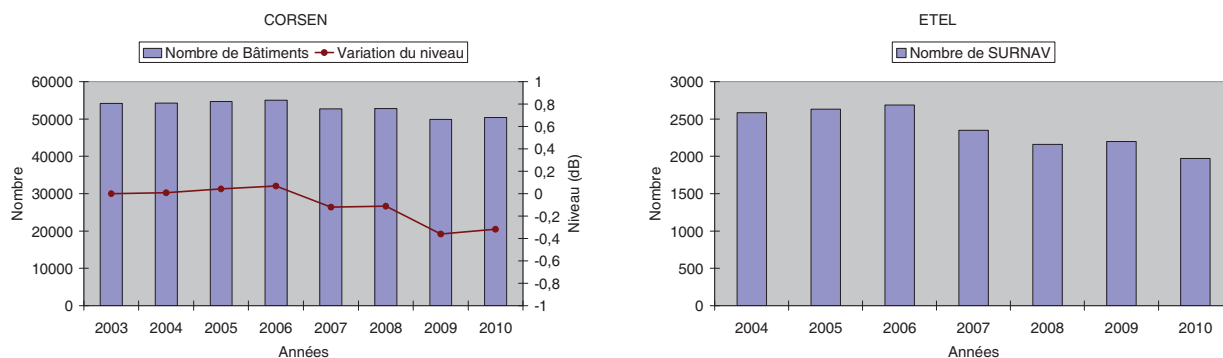 CORSEN
Nombre de Bâtiments Variation du niveau
60000
50000
40000
30000
20000
10000
0
Nombre
1
0,8
0,6
0,4
0,2
0
-0,2
-0,4
-0,6
-0,8
-1
Niveau (dB)
2003 2004 2005 2006 2007 2008 2009 2010
Années
ETEL
Nombre de SURNAV
3000
2500
2000
1500
1000
500
0
Nombre
2004 2005 2006 2007 2008 2009 2010
Années